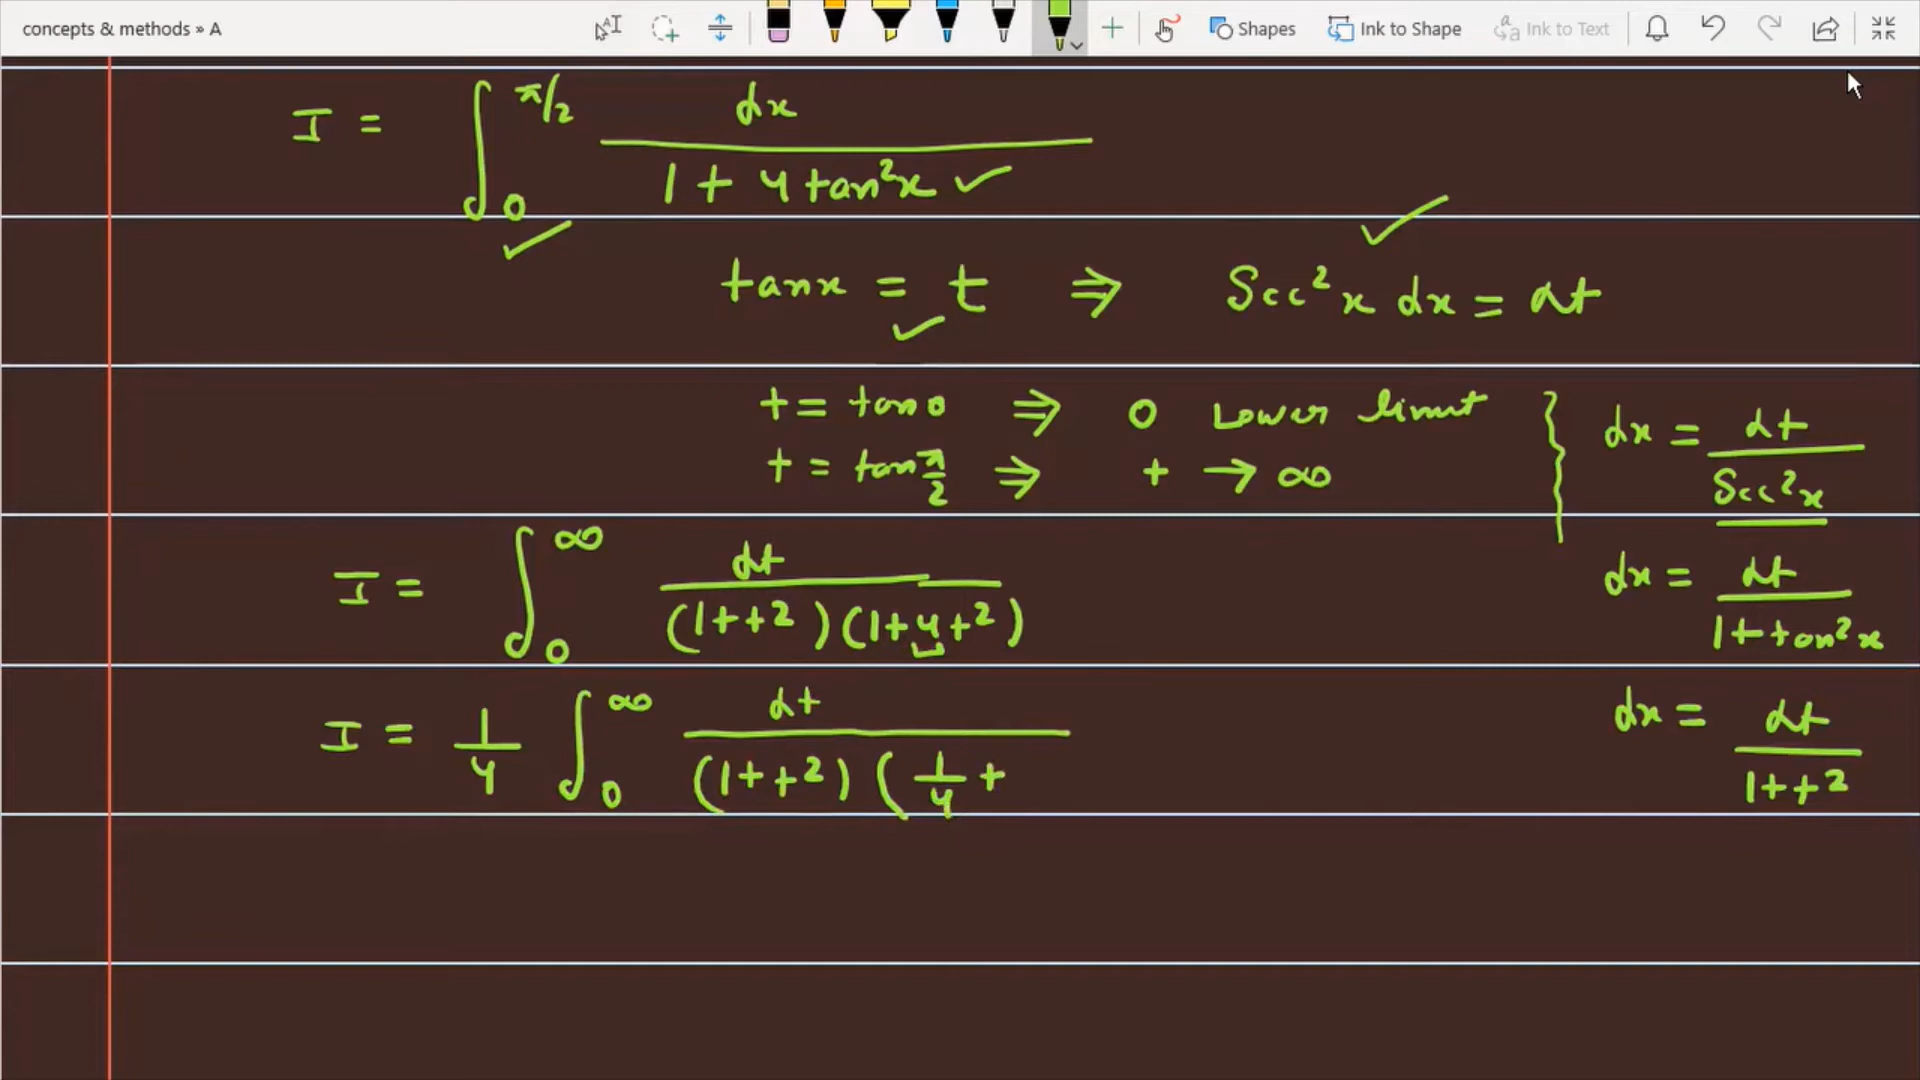 concepts & methods » A
Shapes
Ink to Shape
Ink to Text
I = ∫₀^(π/2) dx / (1 + 4 tan²x) ✓
✓ ✓
tanx = t ⇒ Sec²x dx = dt
✓
t = tan0 ⇒ 0 Lower limit
t = tan π/2 ⇒ t → ∞
dx = dt / Sec²x
I = ∫₀^∞ dt / (1+t²)(1+4t²)
dx = dt / 1+tan²x
I = 1/4 ∫₀^∞ dt / (1+t²)(1/4 +
dx = dt / 1+t²